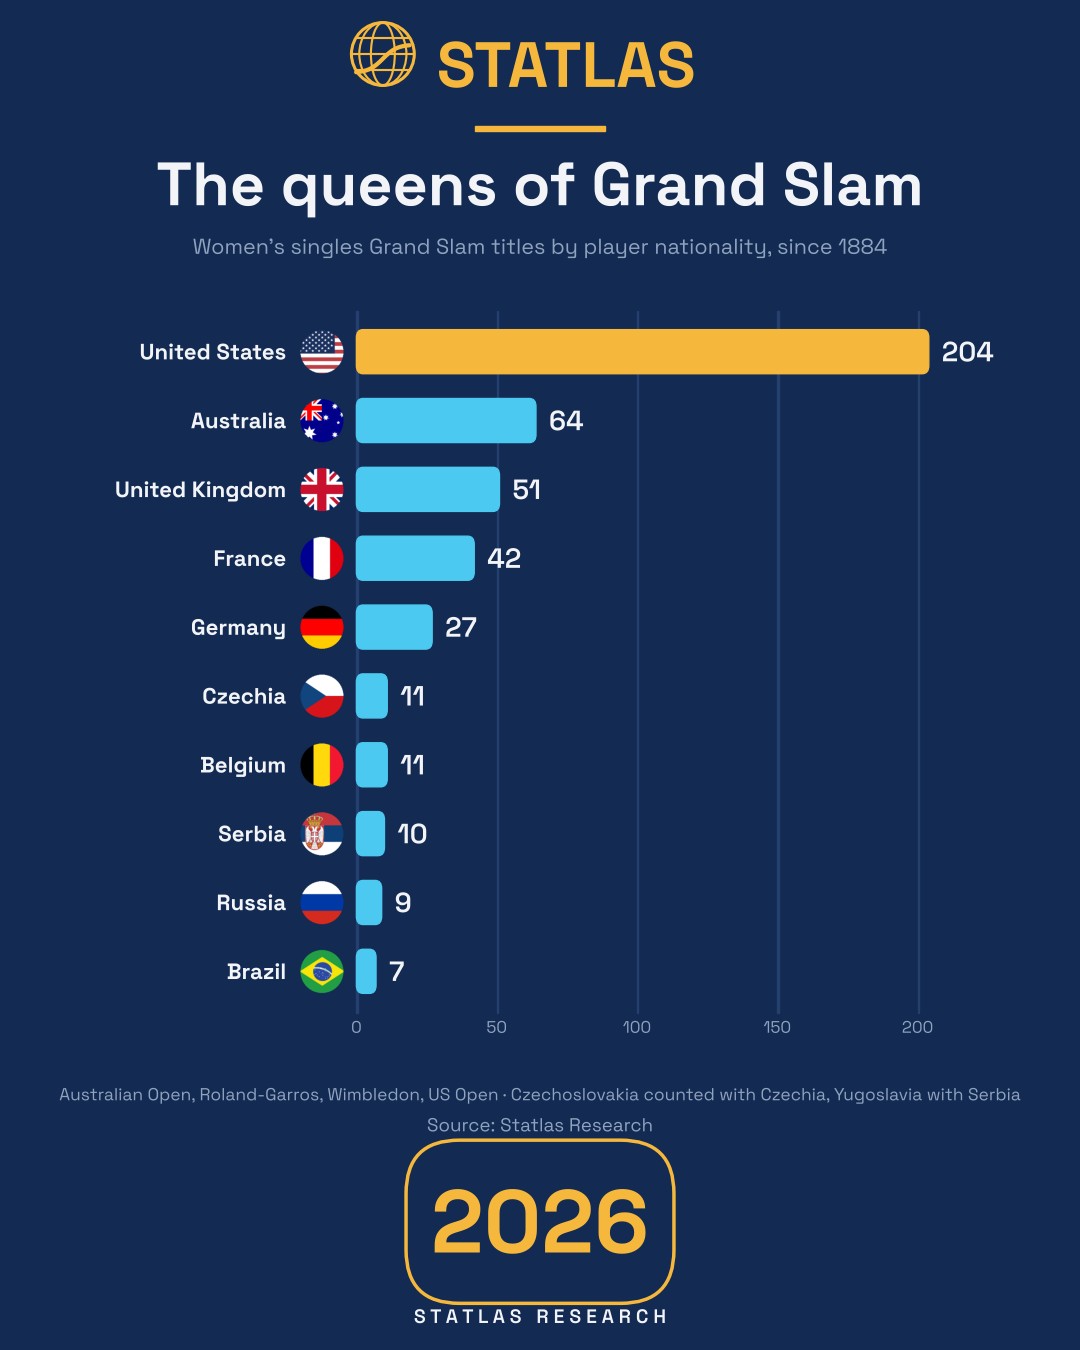 STATLAS
The queens of Grand Slam
Women's singles Grand Slam titles by player nationality, since 1884
United States 204
Australia 64
United Kingdom 51
France 42
Germany 27
Czechia 11
Belgium 11
Serbia 10
Russia 9
Brazil 7
0 50 100 150 200
Australian Open, Roland-Garros, Wimbledon, US Open · Czechoslovakia counted with Czechia, Yugoslavia with Serbia
Source: Statlas Research
2026
STATLAS RESEARCH